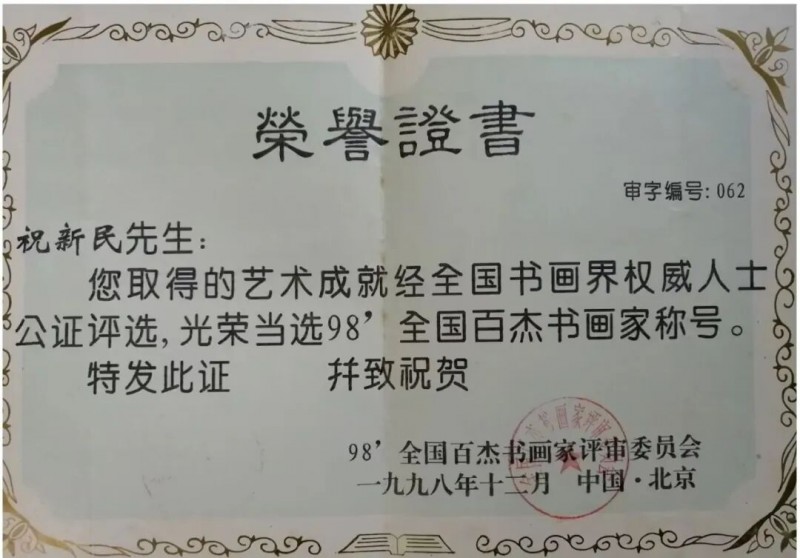 榮譽證書
审字编号：062
祝新民先生：
您取得的艺术成就经全国书画界权威人士
公证评选，光荣当选98’全国百杰书画家称号。
特发此证 并致祝贺
98’全国百杰书画家评审委员会
一九九八年十二月 中国·北京